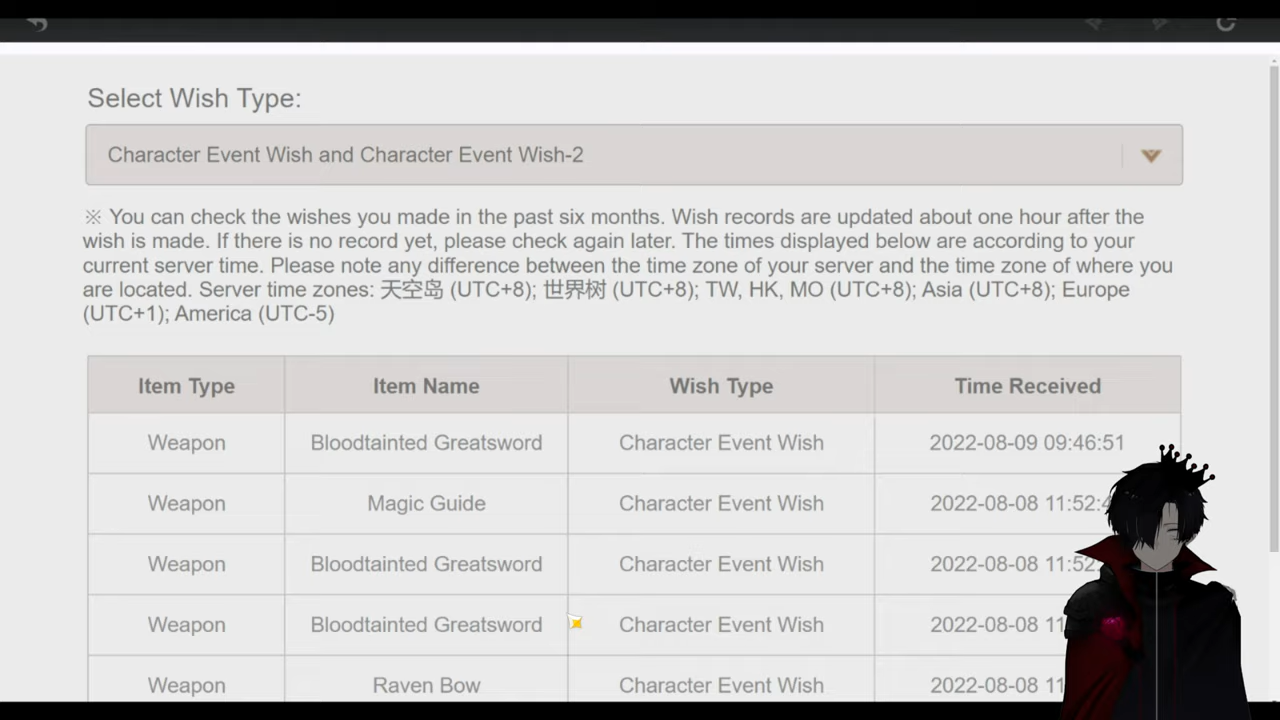 Select Wish Type:
Character Event Wish and Character Event Wish-2
※ You can check the wishes you made in the past six months. Wish records are updated about one hour after the
wish is made. If there is no record yet, please check again later. The times displayed below are according to your
current server time. Please note any difference between the time zone of your server and the time zone of where you
are located. Server time zones: 天空岛 (UTC+8); 世界树 (UTC+8); TW, HK, MO (UTC+8); Asia (UTC+8); Europe
(UTC+1); America (UTC-5)
Item Type Item Name Wish Type Time Received
Weapon Bloodtainted Greatsword Character Event Wish 2022-08-09 09:46:51
Weapon Magic Guide Character Event Wish 2022-08-08 11:52:
Weapon Bloodtainted Greatsword Character Event Wish 2022-08-08 11:52
Weapon Bloodtainted Greatsword Character Event Wish 2022-08-08 11
Weapon Raven Bow Character Event Wish 2022-08-08 11